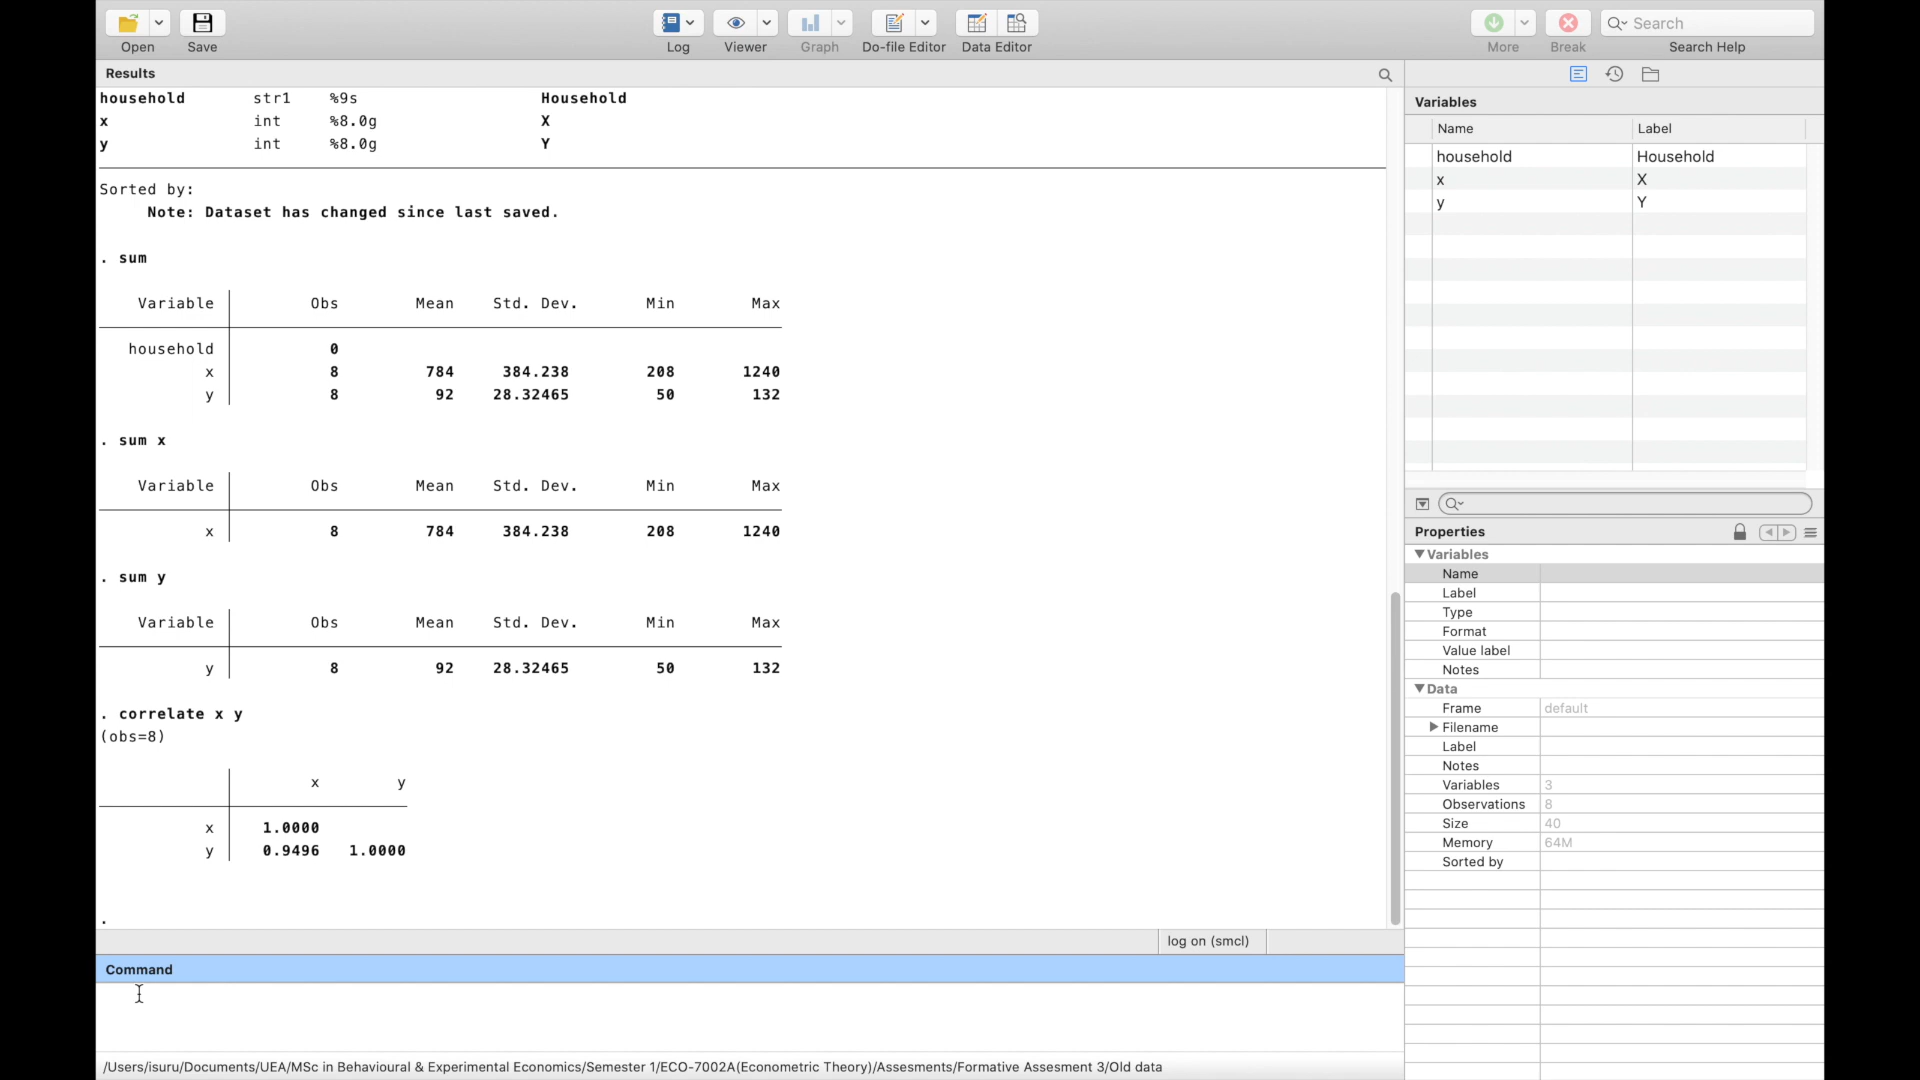 Open
Save
Log
Viewer
Graph
Do-file Editor
Data Editor
More
Break
Search
Search Help
Results
household str1 %9s Household
x int %8.0g X
y int %8.0g Y
Sorted by:
Note: Dataset has changed since last saved.
. sum
Variable Obs Mean Std. Dev. Min Max
household 0
x 8 784 384.238 208 1240
y 8 92 28.32465 50 132
. sum x
Variable Obs Mean Std. Dev. Min Max
x 8 784 384.238 208 1240
. sum y
Variable Obs Mean Std. Dev. Min Max
y 8 92 28.32465 50 132
. correlate x y
(obs=8)
x y
x 1.0000
y 0.9496 1.0000
.
log on (smcl)
Command
/Users/isuru/Documents/UEA/MSc in Behavioural & Experimental Economics/Semester 1/ECO-7002A(Econometric Theory)/Assesments/Formative Assesment 3/Old data
Variables
Name Label
household Household
x X
y Y
Properties
Variables
Name
Label
Type
Format
Value label
Notes
Data
Frame default
Filename
Label
Notes
Variables 3
Observations 8
Size 40
Memory 64M
Sorted by